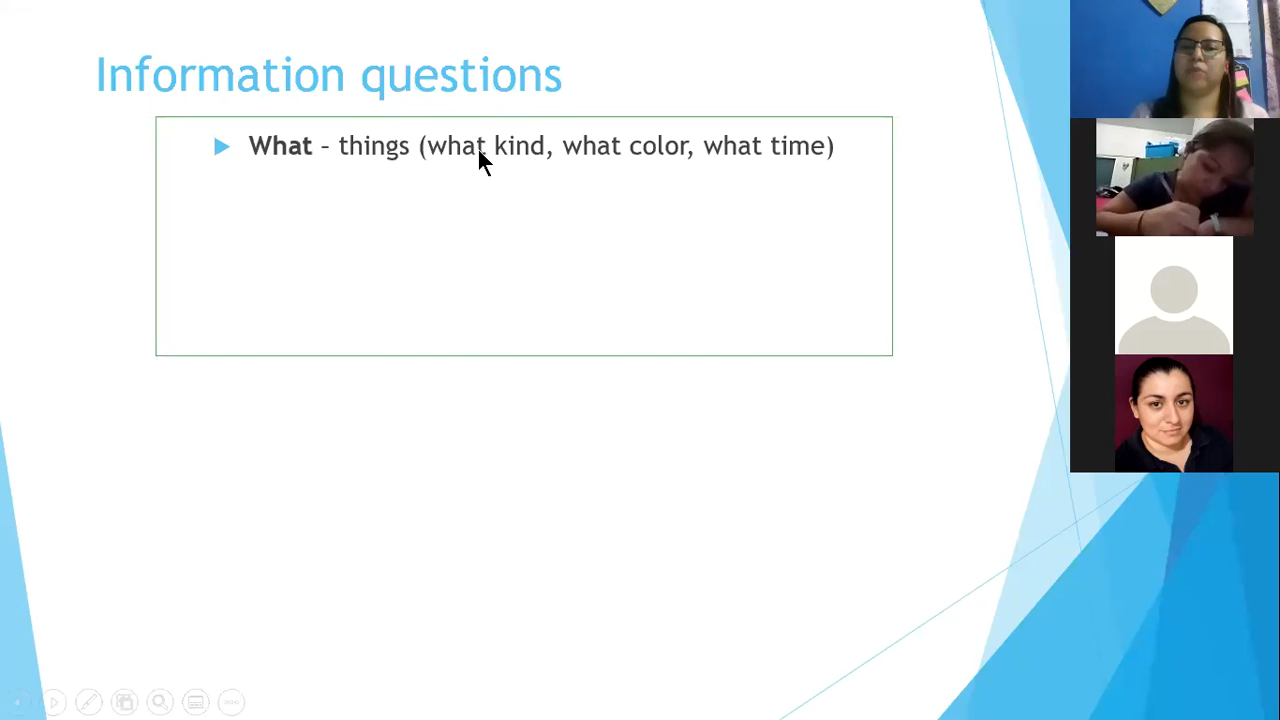 Information questions
What – things (what kind, what color, what time)